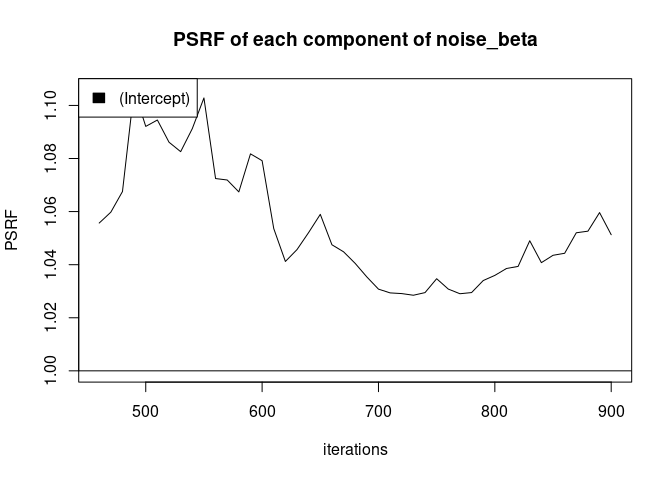 PSRF of each component of noise_beta
(Intercept)
PSRF
1.10
1.08
1.06
1.04
1.02
1.00
500 600 700 800 900
iterations